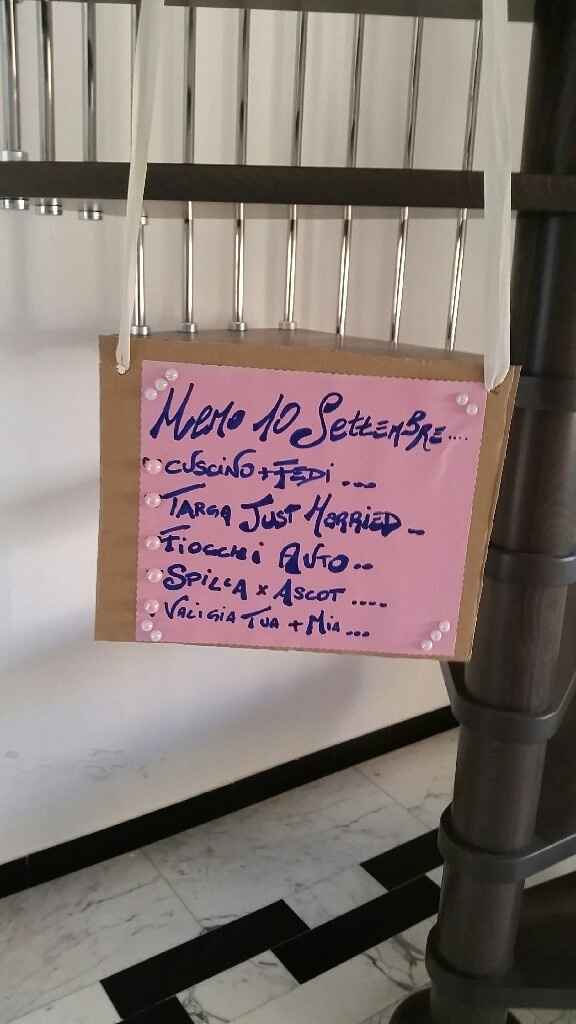 Memo 10 Settembre....
CUSCINO + FEDI ...
TARGA JUST MARRIED ..
FIOCCHI AUTO ...
SPILLA x ASCOT ....
VALIGIA TUA + MIA ...